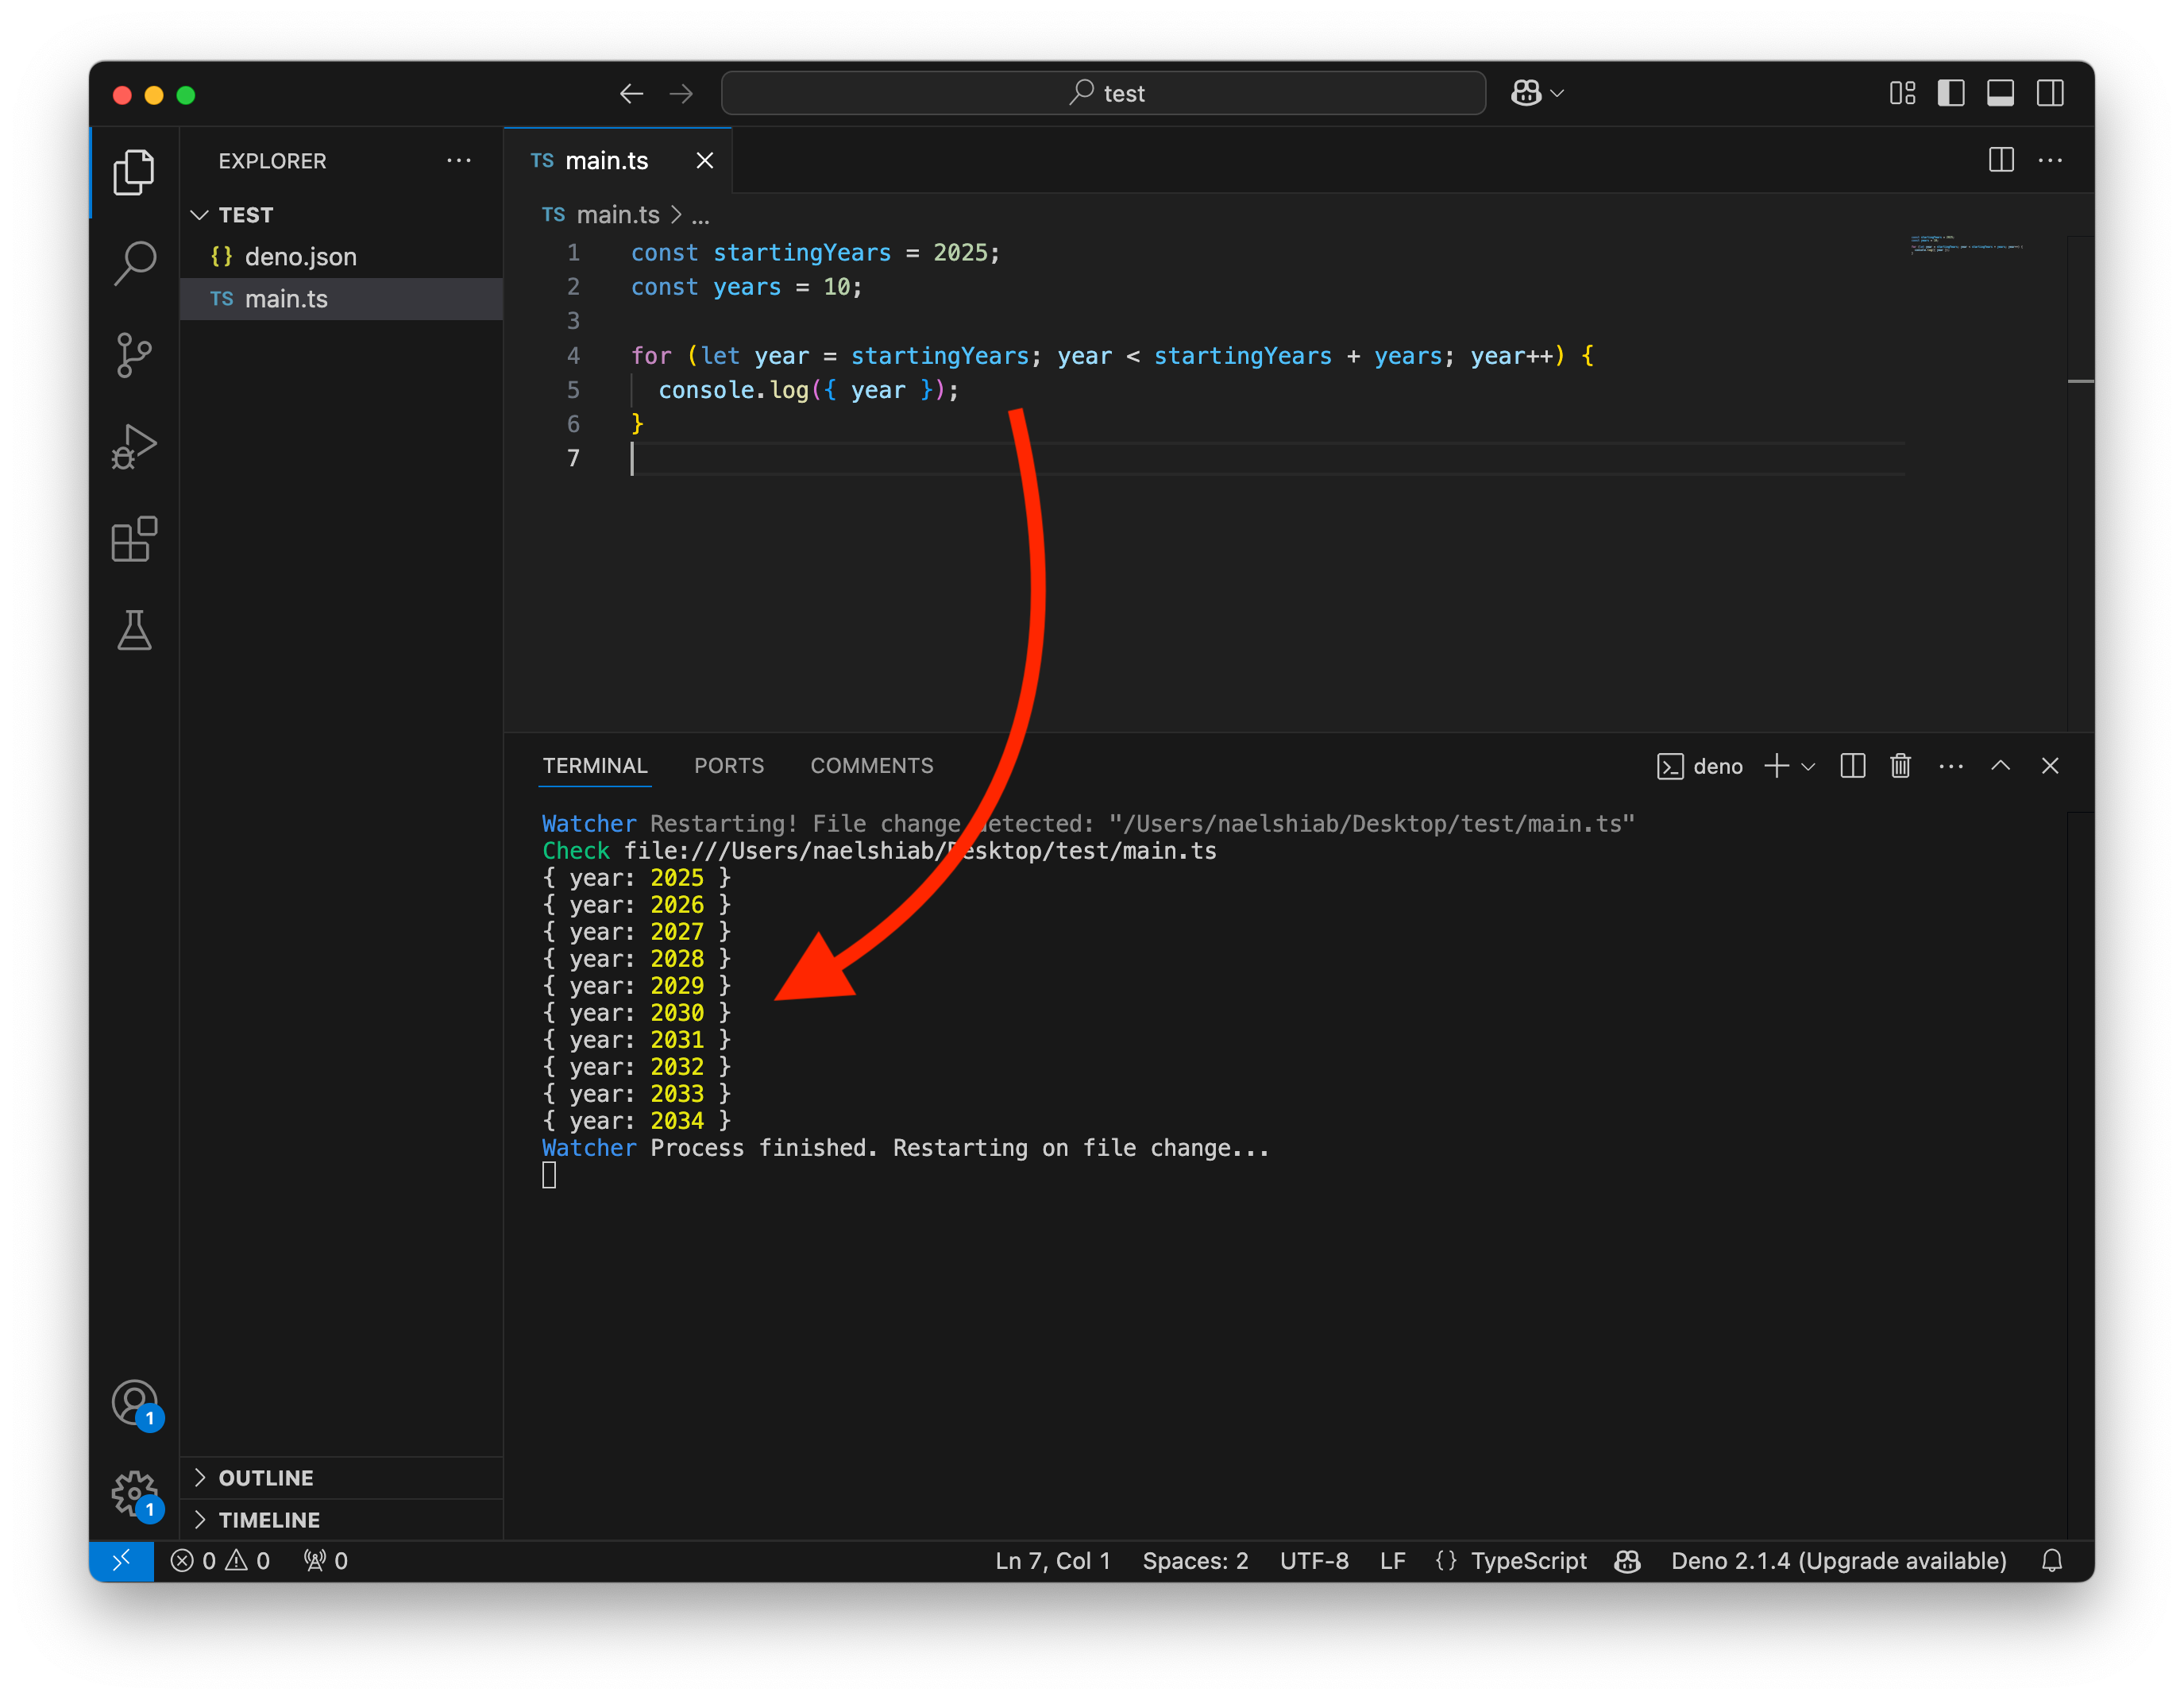 test
EXPLORER
TEST
{} deno.json
TS main.ts
OUTLINE
TIMELINE
TS main.ts
TS main.ts > ...
1 const startingYears = 2025;
2 const years = 10;
3
4 for (let year = startingYears; year < startingYears + years; year++) {
5 console.log({ year });
6 }
7
TERMINAL PORTS COMMENTS deno
Watcher Restarting! File change detected: "/Users/naelshiab/Desktop/test/main.ts"
Check file:///Users/naelshiab/Desktop/test/main.ts
{ year: 2025 }
{ year: 2026 }
{ year: 2027 }
{ year: 2028 }
{ year: 2029 }
{ year: 2030 }
{ year: 2031 }
{ year: 2032 }
{ year: 2033 }
{ year: 2034 }
Watcher Process finished. Restarting on file change...
1
1
0 0 0 Ln 7, Col 1 Spaces: 2 UTF-8 LF {} TypeScript Deno 2.1.4 (Upgrade available)